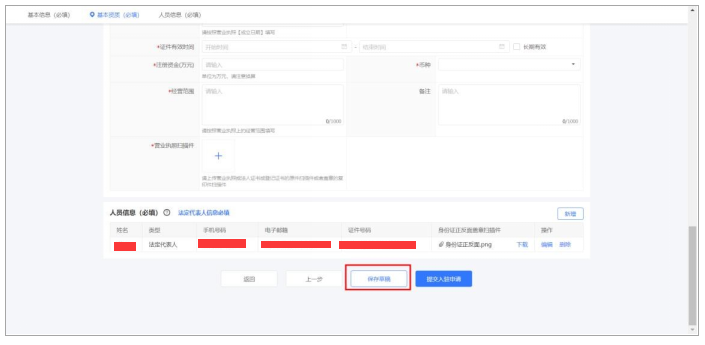 基本信息（必填）
基本资质（必填）
人员信息（必填）
请按照营业执照【成立日期】填写
*证件有效时间
开始时间
-
结束时间
长期有效
*注册资金(万元)
请输入
单位为万元，请注意换算
*币种
*经营范围
请输入
0/1000
请按照营业执照上的经营范围填写
备注
请输入
0/1000
*营业执照扫描件
+
人员信息（必填）
法定代表人信息必填
新增
姓名 类型 手机号码 电子邮箱 证件号码 身份证正反面盖章扫描件 操作
法定代表人 身份证正反面.png 下载 编辑 删除
返回
上一步
保存草稿
提交入驻申请